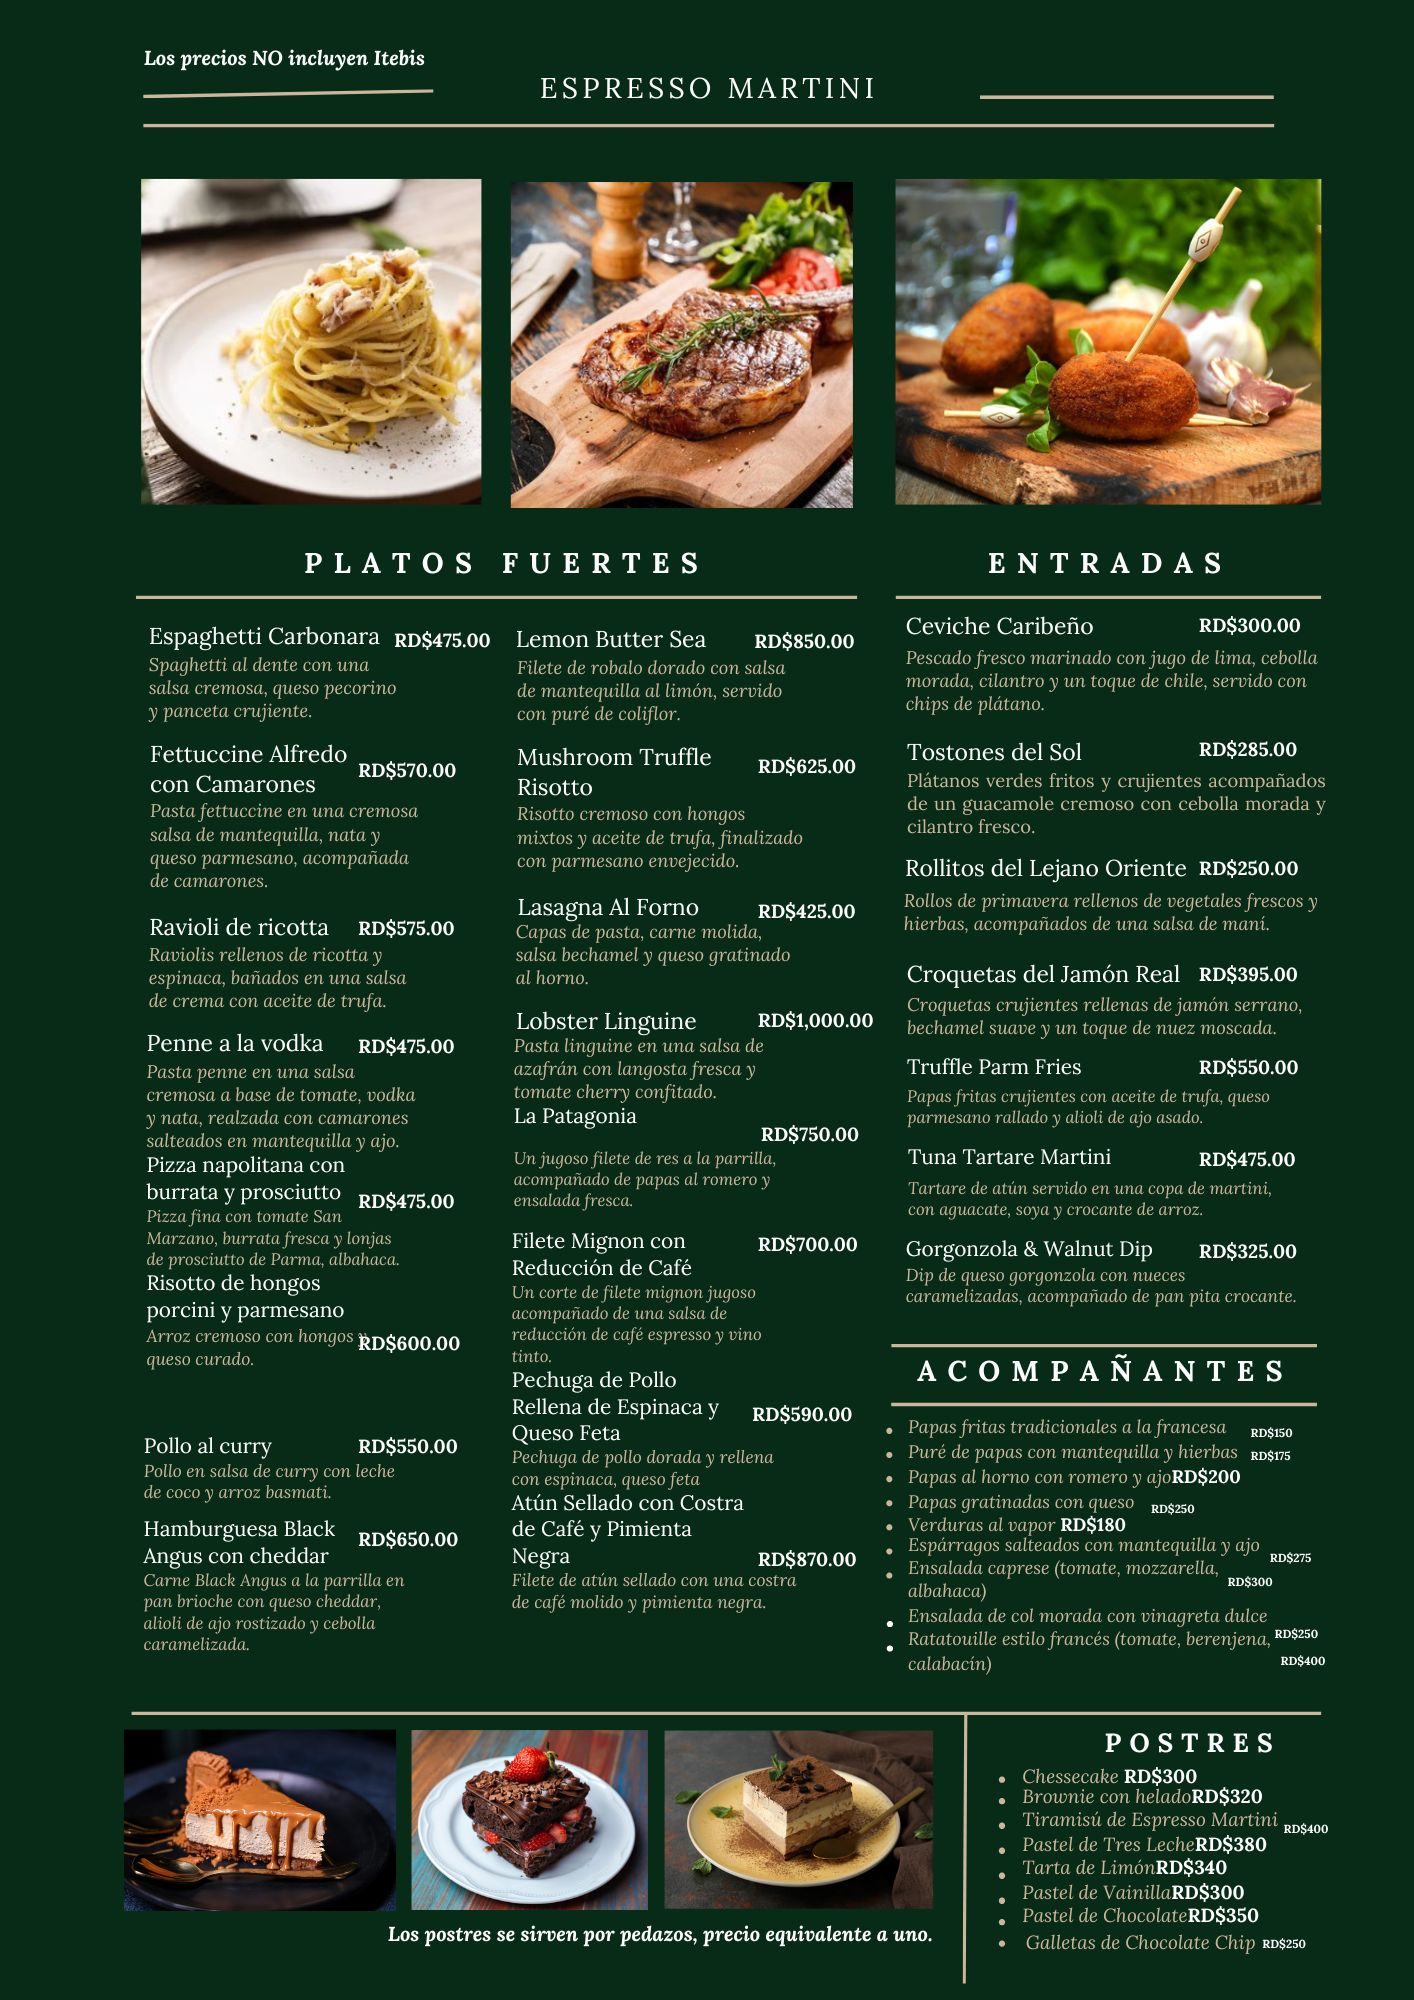 Los precios NO incluyen Itebis
ESPRESSO MARTINI
PLATOS FUERTES
Espaghetti Carbonara RD$475.00
Spaghetti al dente con una
salsa cremosa, queso pecorino
y panceta crujiente.
Fettuccine Alfredo
con Camarones RD$570.00
Pasta fettuccine en una cremosa
salsa de mantequilla, nata y
queso parmesano, acompañada
de camarones.
Ravioli de ricotta RD$575.00
Raviolis rellenos de ricotta y
espinaca, bañados en una salsa
de crema con aceite de trufa.
Penne a la vodka RD$475.00
Pasta penne en una salsa
cremosa a base de tomate, vodka
y nata, realzada con camarones
salteados en mantequilla y ajo.
Pizza napolitana con
burrata y prosciutto RD$475.00
Pizza fina con tomate San
Marzano, burrata fresca y lonjas
de prosciutto de Parma, albahaca.
Risotto de hongos
porcini y parmesano
Arroz cremoso con hongos y RD$600.00
queso curado.
Pollo al curry RD$550.00
Pollo en salsa de curry con leche
de coco y arroz basmati.
Hamburguesa Black
Angus con cheddar RD$650.00
Carne Black Angus a la parrilla en
pan brioche con queso cheddar,
alioli de ajo rostizado y cebolla
caramelizada.
Lemon Butter Sea RD$850.00
Filete de robalo dorado con salsa
de mantequilla al limón, servido
con puré de coliflor.
Mushroom Truffle RD$625.00
Risotto
Risotto cremoso con hongos
mixtos y aceite de trufa, finalizado
con parmesano envejecido.
Lasagna Al Forno RD$425.00
Capas de pasta, carne molida,
salsa bechamel y queso gratinado
al horno.
Lobster Linguine RD$1,000.00
Pasta linguine en una salsa de
azafrán con langosta fresca y
tomate cherry confitado.
La Patagonia
RD$750.00
Un jugoso filete de res a la parrilla,
acompañado de papas al romero y
ensalada fresca.
Filete Mignon con RD$700.00
Reducción de Café
Un corte de filete mignon jugoso
acompañado de una salsa de
reducción de café espresso y vino
tinto.
Pechuga de Pollo
Rellena de Espinaca y RD$590.00
Queso Feta
Pechuga de pollo dorada y rellena
con espinaca, queso feta
Atún Sellado con Costra
de Café y Pimienta
Negra RD$870.00
Filete de atún sellado con una costra
de café molido y pimienta negra.
ENTRADAS
Ceviche Caribeño RD$300.00
Pescado fresco marinado con jugo de lima, cebolla
morada, cilantro y un toque de chile, servido con
chips de plátano.
Tostones del Sol RD$285.00
Plátanos verdes fritos y crujientes acompañados
de un guacamole cremoso con cebolla morada y
cilantro fresco.
Rollitos del Lejano Oriente RD$250.00
Rollos de primavera rellenos de vegetales frescos y
hierbas, acompañados de una salsa de maní.
Croquetas del Jamón Real RD$395.00
Croquetas crujientes rellenas de jamón serrano,
bechamel suave y un toque de nuez moscada.
Truffle Parm Fries RD$550.00
Papas fritas crujientes con aceite de trufa, queso
parmesano rallado y alioli de ajo asado.
Tuna Tartare Martini RD$475.00
Tartare de atún servido en una copa de martini,
con aguacate, soya y crocante de arroz.
Gorgonzola & Walnut Dip RD$325.00
Dip de queso gorgonzola con nueces
caramelizadas, acompañado de pan pita crocante.
ACOMPAÑANTES
Papas fritas tradicionales a la francesa RD$150
Puré de papas con mantequilla y hierbas RD$175
Papas al horno con romero y ajo RD$200
Papas gratinadas con queso RD$250
Verduras al vapor RD$180
Espárragos salteados con mantequilla y ajo RD$275
Ensalada caprese (tomate, mozzarella, RD$300
albahaca)
Ensalada de col morada con vinagreta dulce RD$250
Ratatouille estilo francés (tomate, berenjena,
calabacín) RD$400
POSTRES
Chessecake RD$300
Brownie con helado RD$320
Tiramisú de Espresso Martini RD$400
Pastel de Tres Leche RD$380
Tarta de Limón RD$340
Pastel de Vainilla RD$300
Pastel de Chocolate RD$350
Galletas de Chocolate Chip RD$250
Los postres se sirven por pedazos, precio equivalente a uno.